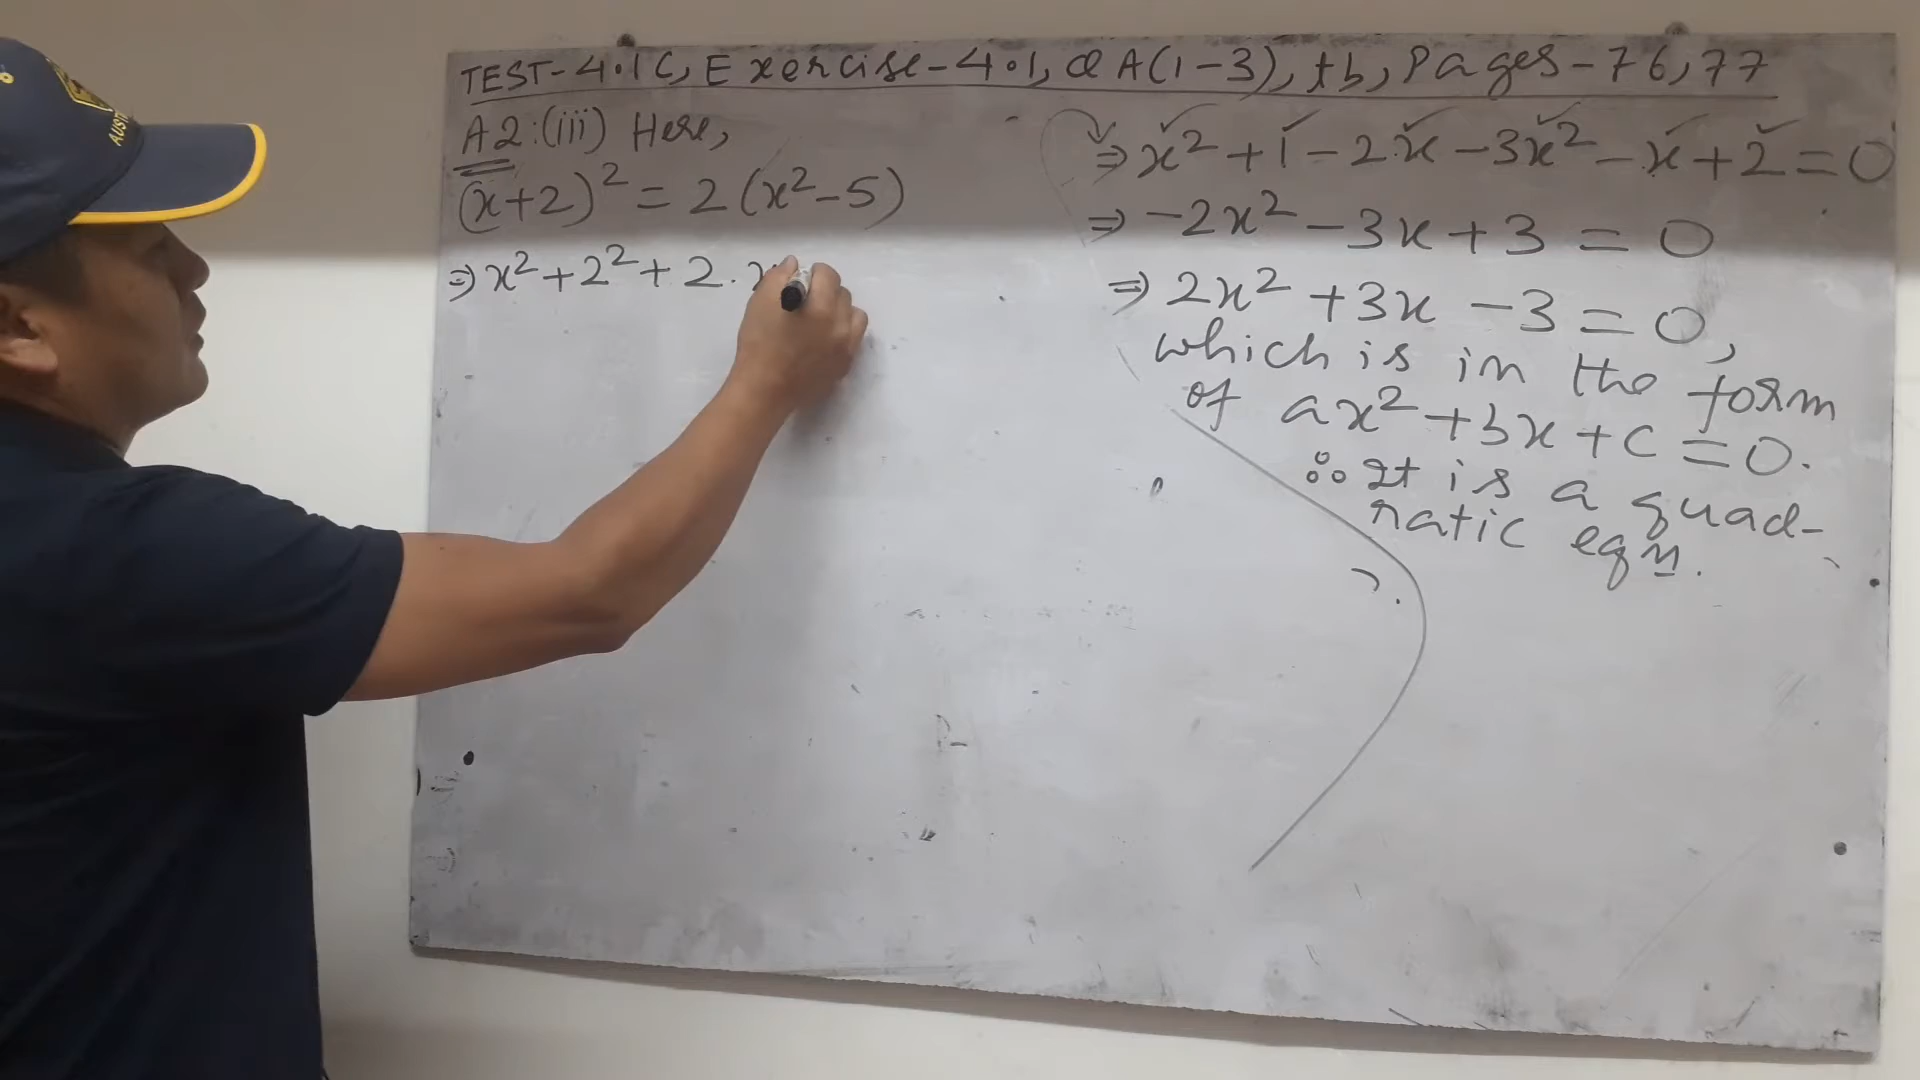 TEST-4.1C, Exercise-4.1, Q A(1-3), tb, Pages-76,77
A2:(iii) Here,
(x+2)² = 2(x²-5)
⇒ x²+2²+2.x
⇒ x²+1-2x-3x²-x+2=0
⇒ -2x²-3x+3=0
⇒ 2x²+3x-3=0,
which is in the form
of ax²+bx+c=0.
∴ It is a quad-
ratic eqn.